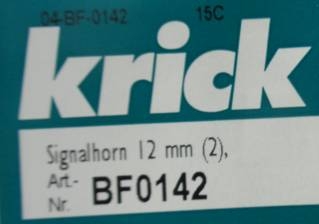 04-BF-0142 15C
krick
Signalhorn 12 mm (2),
Art.-
Nr. BF0142